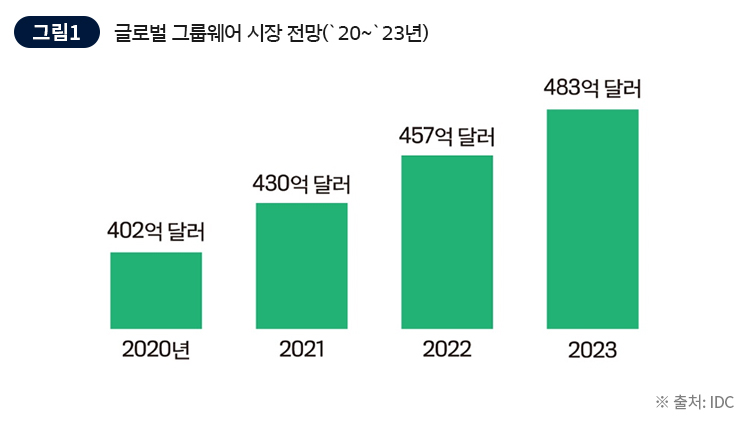 그림1 글로벌 그룹웨어 시장 전망(`20~`23년)
483억 달러
457억 달러
430억 달러
402억 달러
2020년 2021 2022 2023
※ 출처: IDC